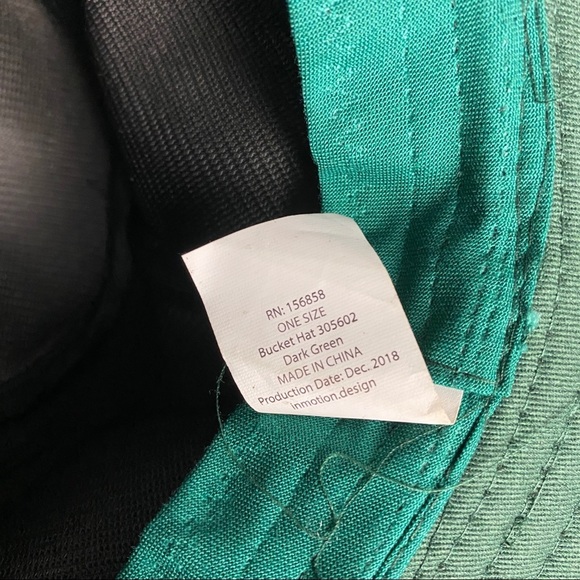 RN: 156858
ONE SIZE
Bucket Hat 305602
Dark Green
MADE IN CHINA
Production Date: Dec. 2018
inmotion.design